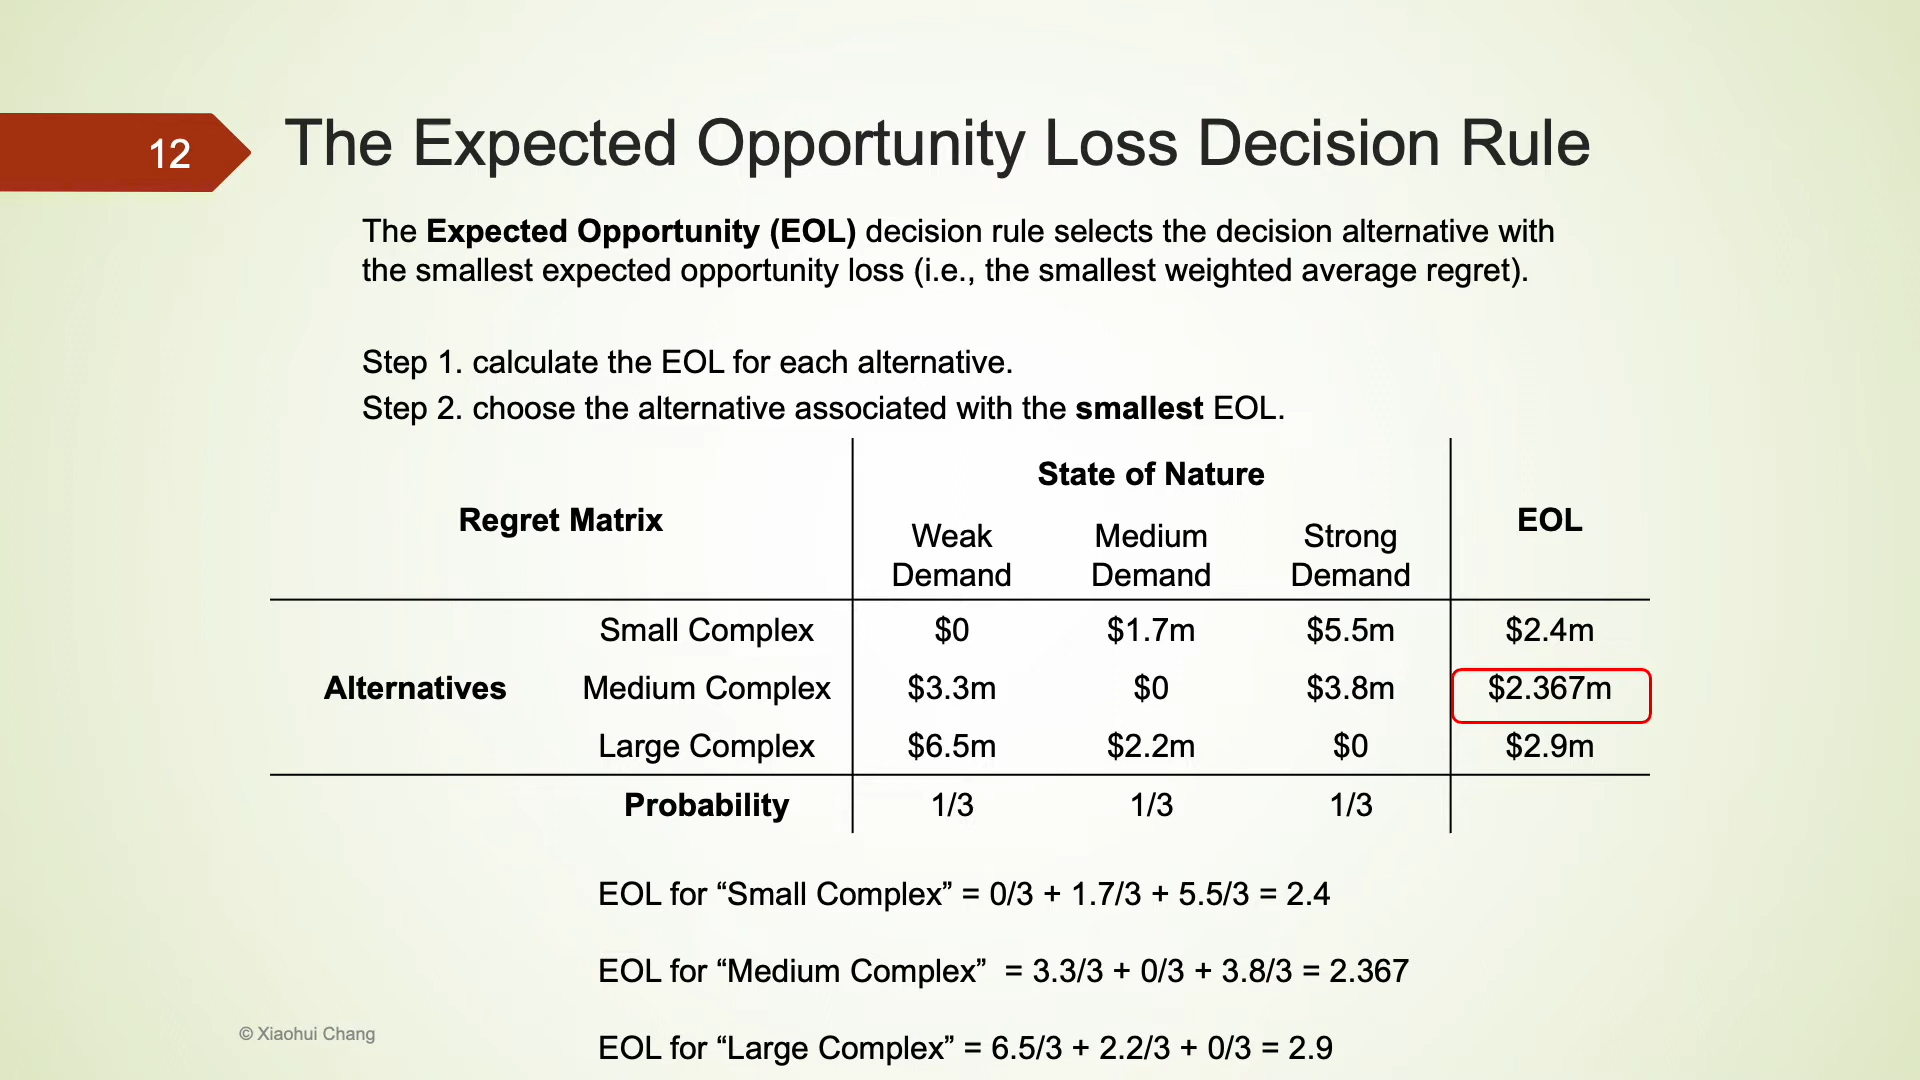 12
The Expected Opportunity Loss Decision Rule
The Expected Opportunity (EOL) decision rule selects the decision alternative with
the smallest expected opportunity loss (i.e., the smallest weighted average regret).
Step 1. calculate the EOL for each alternative.
Step 2. choose the alternative associated with the smallest EOL.
Regret Matrix State of Nature EOL
Weak Demand Medium Demand Strong Demand
Alternatives
Small Complex $0 $1.7m $5.5m $2.4m
Medium Complex $3.3m $0 $3.8m $2.367m
Large Complex $6.5m $2.2m $0 $2.9m
Probability 1/3 1/3 1/3
EOL for “Small Complex” = 0/3 + 1.7/3 + 5.5/3 = 2.4
EOL for “Medium Complex” = 3.3/3 + 0/3 + 3.8/3 = 2.367
EOL for “Large Complex” = 6.5/3 + 2.2/3 + 0/3 = 2.9
© Xiaohui Chang